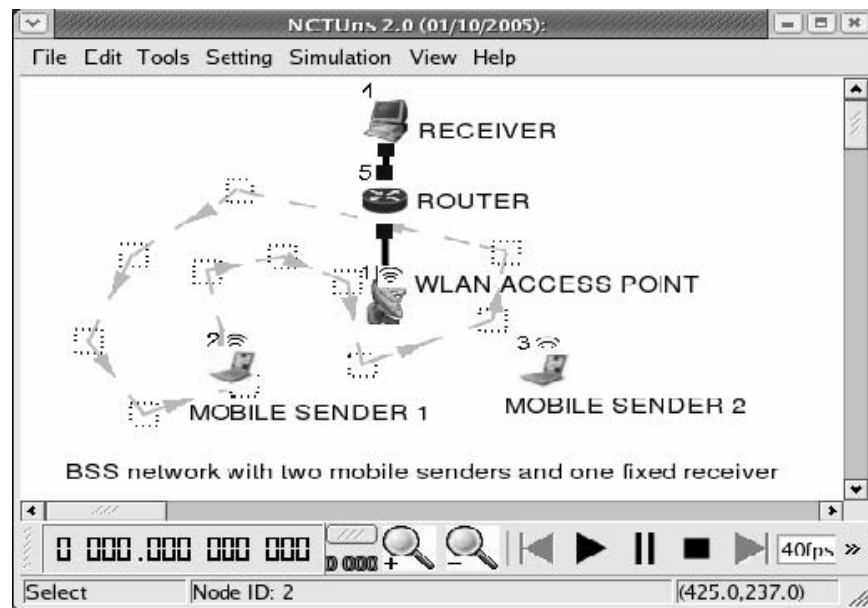 NCTUns 2.0 (01/10/2005):
File Edit Tools Setting Simulation View Help
1
RECEIVER
5
ROUTER
1
WLAN ACCESS POINT
2
3
MOBILE SENDER 1
MOBILE SENDER 2
BSS network with two mobile senders and one fixed receiver
0 000.000 000 000
0 000
+
−
40fps »
Select
Node ID: 2
(425.0,237.0)